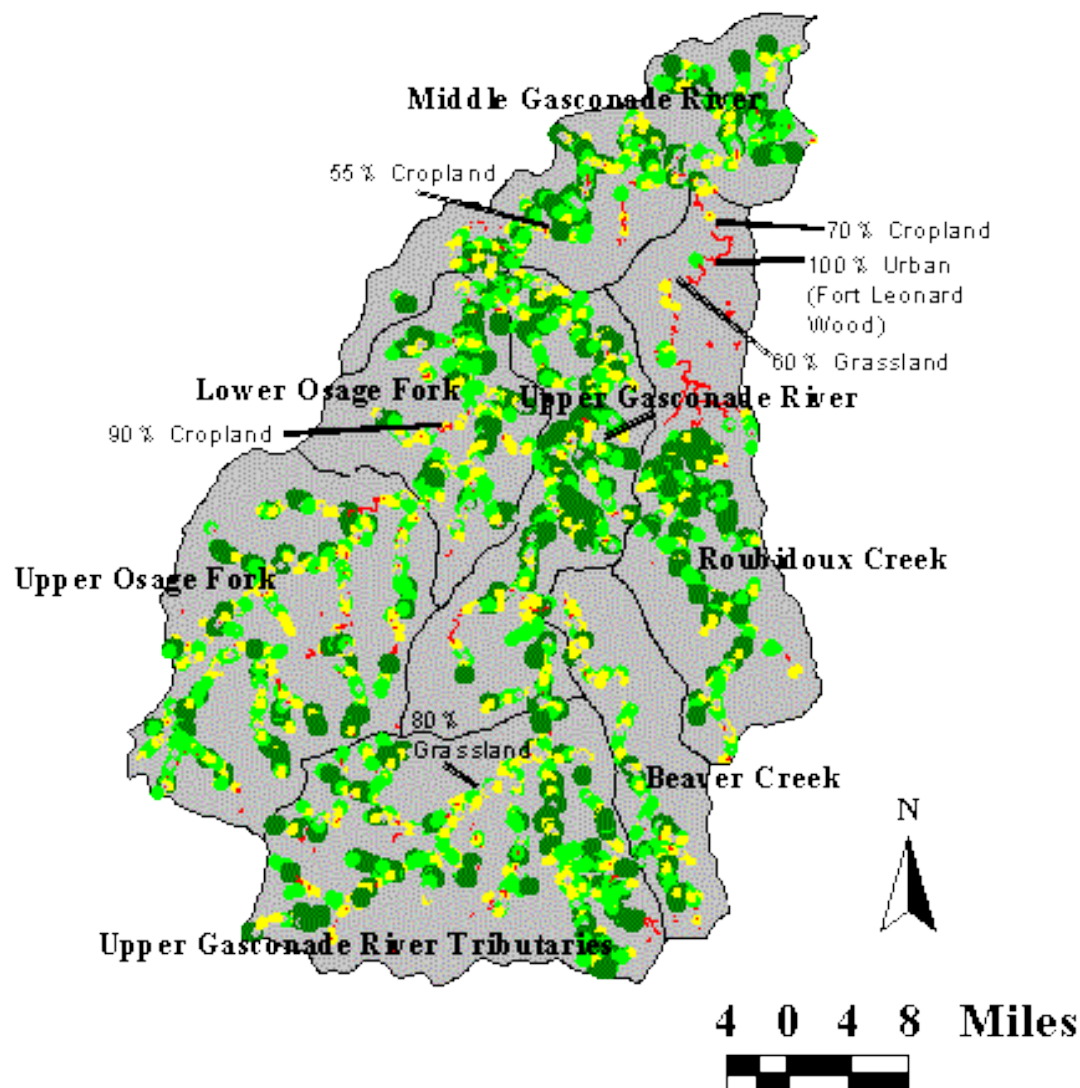 Middle Gasconade River
55 % Cropland
70 % Cropland
100 % Urban
(Fort Leonard
Wood)
60 % Grassland
Lower Osage Fork
Upper Gasconade River
90 % Cropland
Roubidoux Creek
Upper Osage Fork
80 %
Grassland
Beaver Creek
N
Upper Gasconade River Tributaries
4 0 4 8 Miles